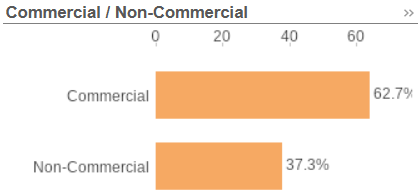 Commercial / Non-Commercial »
0 20 40 60
Commercial 62.7%
Non-Commercial 37.3%